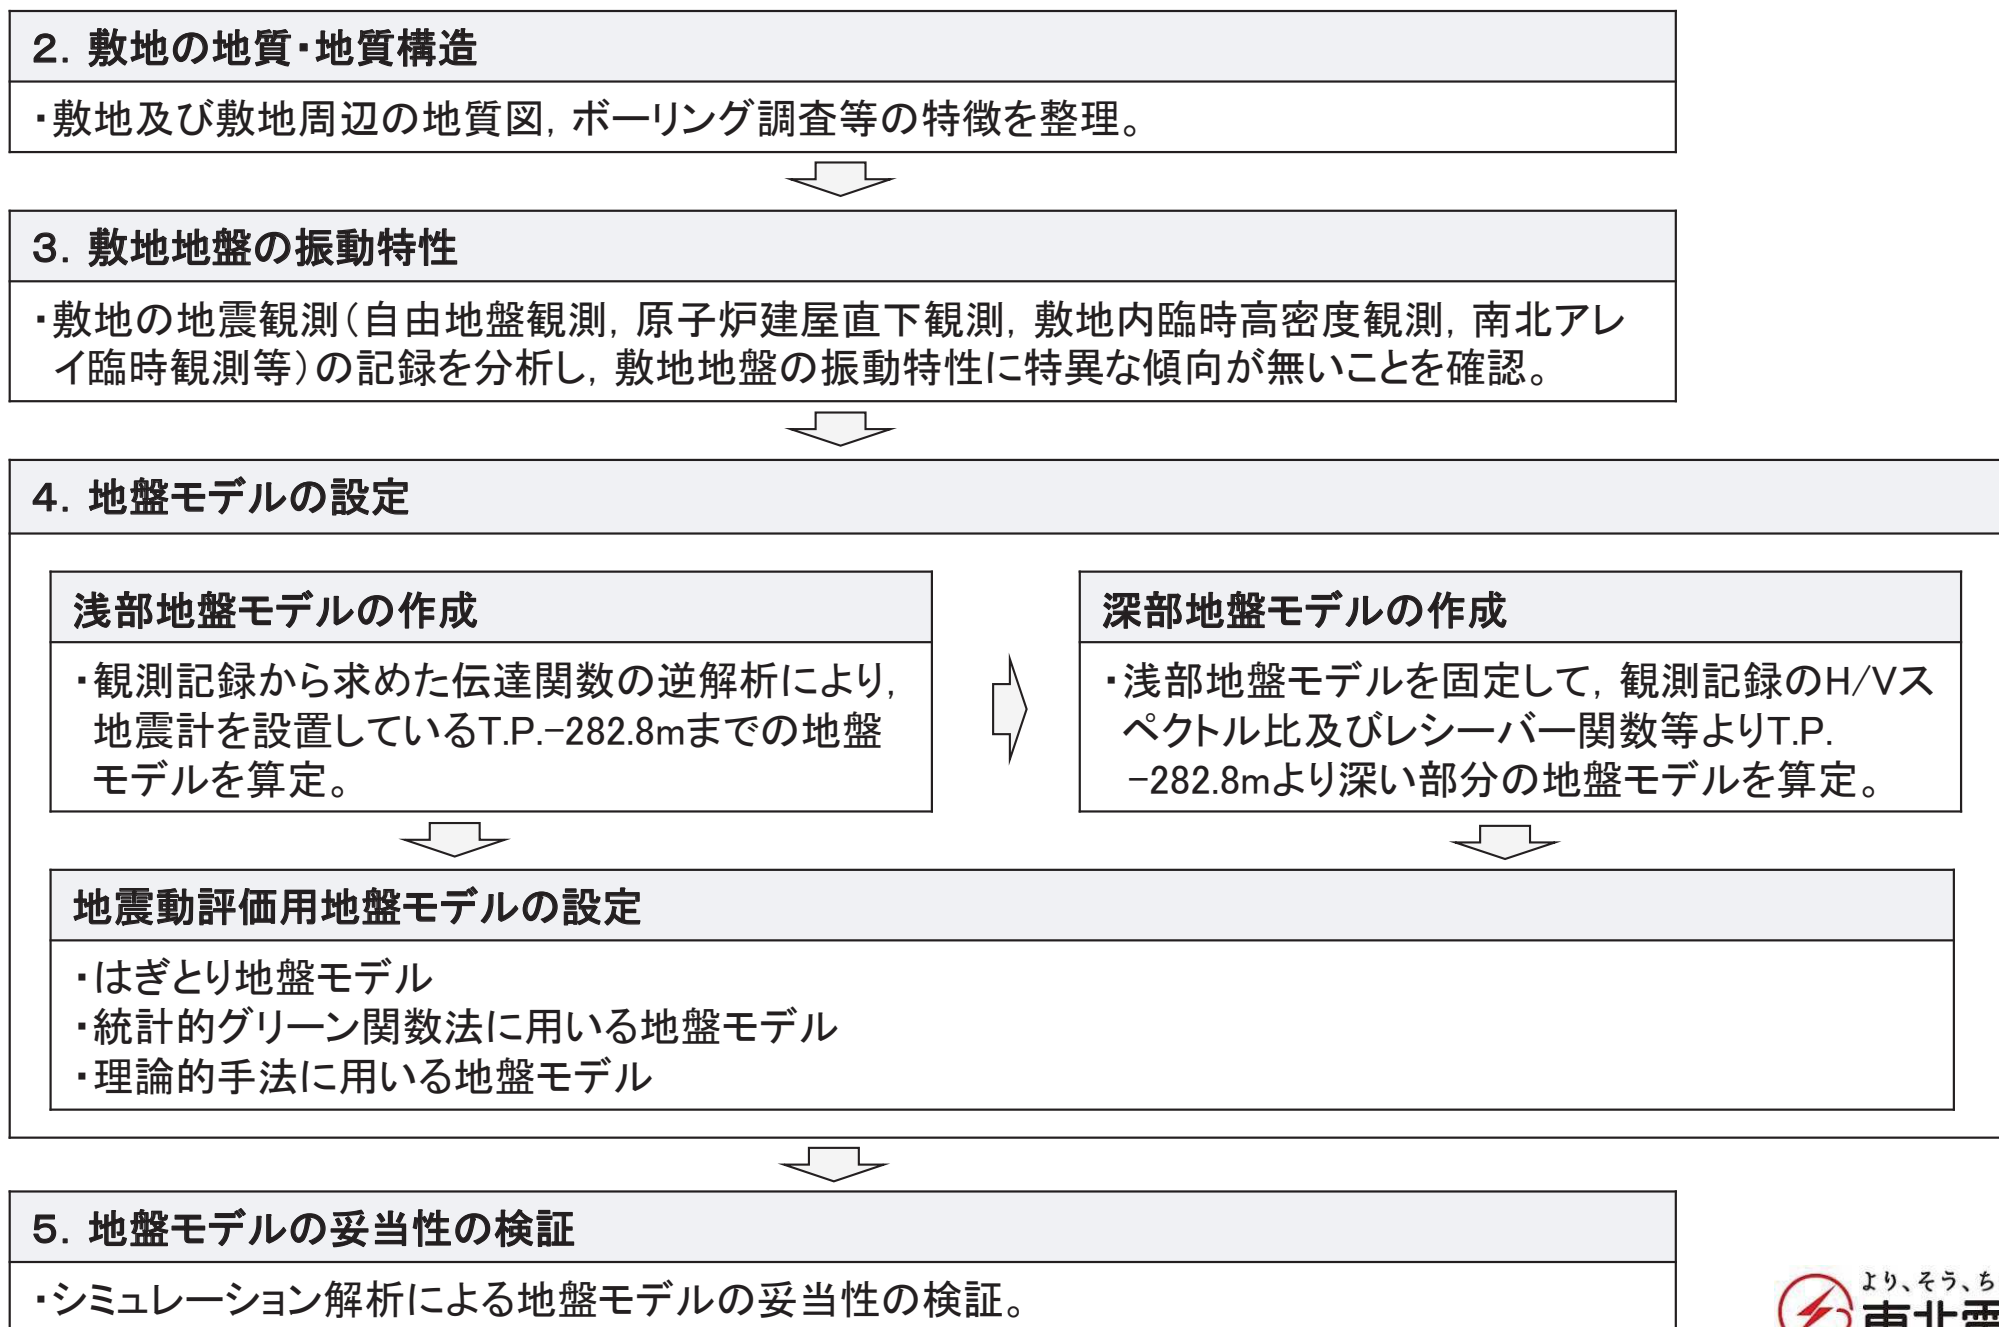 2. 敷地の地質・地質構造
・敷地及び敷地周辺の地質図，ボーリング調査等の特徴を整理。
3. 敷地地盤の振動特性
・敷地の地震観測（自由地盤観測，原子炉建屋直下観測，敷地内臨時高密度観測，南北アレ
イ臨時観測等）の記録を分析し，敷地地盤の振動特性に特異な傾向が無いことを確認。
4. 地盤モデルの設定
浅部地盤モデルの作成
・観測記録から求めた伝達関数の逆解析により，
地震計を設置しているT.P.-282.8mまでの地盤
モデルを算定。
深部地盤モデルの作成
・浅部地盤モデルを固定して，観測記録のH/Vス
ペクトル比及びレシーバー関数等よりT.P.
-282.8mより深い部分の地盤モデルを算定。
地震動評価用地盤モデルの設定
・はぎとり地盤モデル
・統計的グリーン関数法に用いる地盤モデル
・理論的手法に用いる地盤モデル
5. 地盤モデルの妥当性の検証
・シミュレーション解析による地盤モデルの妥当性の検証。
より、そう、ち
東北電